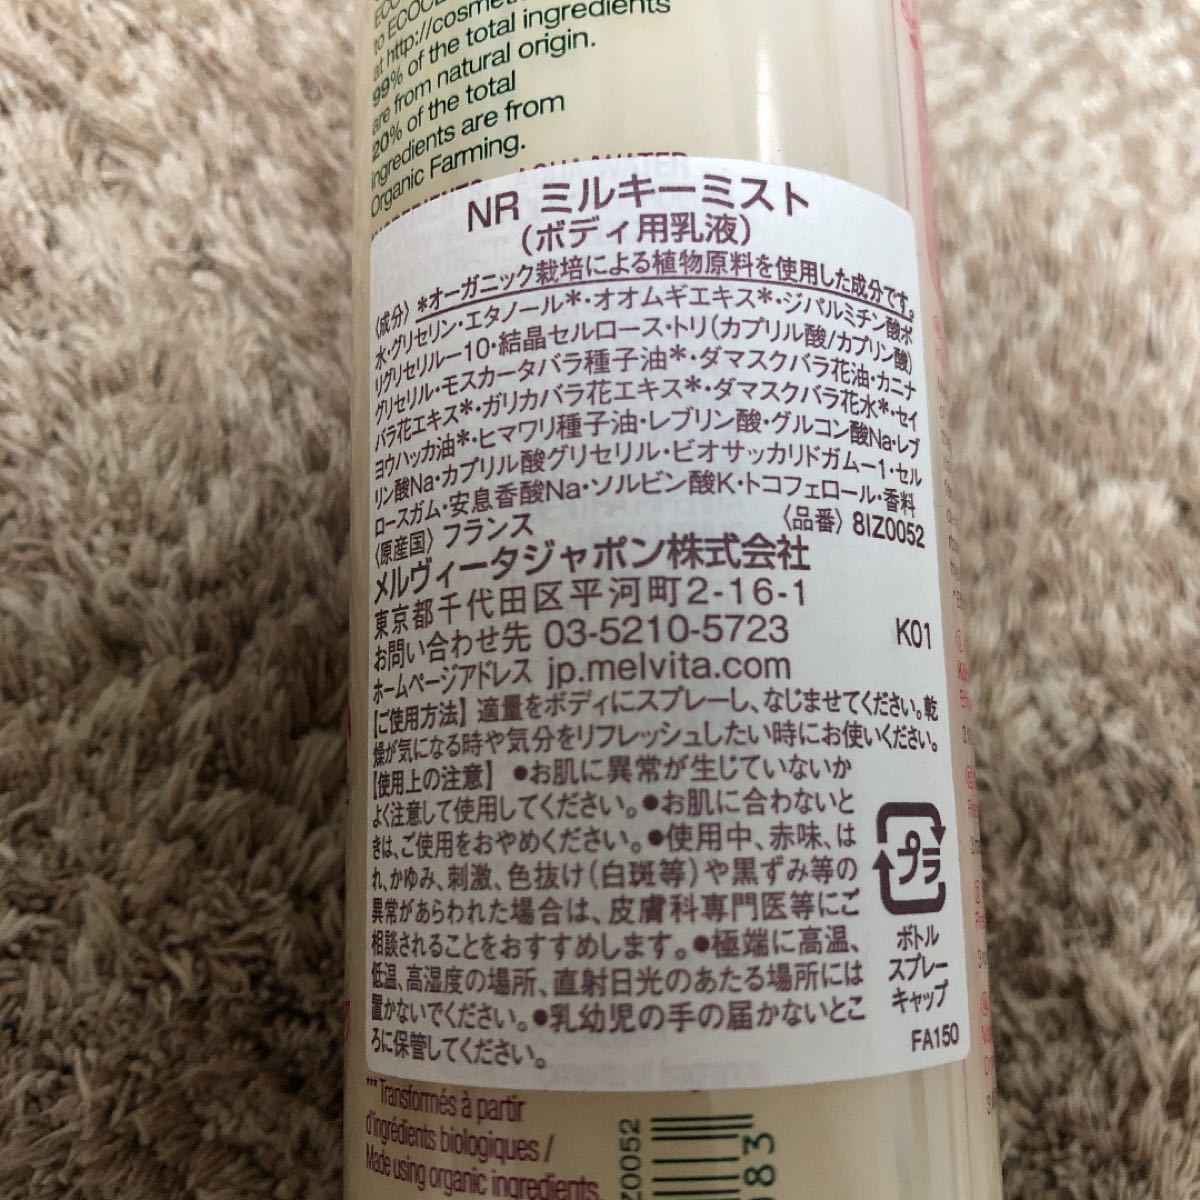 to ECOCE
at http://cosmet
99% of the total ingredients
are from natural origin.
20% of the total
ingredients are from
Organic Farming.
AQUA/WATER
NR ミルキーミスト
(ボディ用乳液)
〈成分〉*オーガニック栽培による植物原料を使用した成分です。
水・グリセリン・エタノール*・オオムギエキス*・ジパルミチン酸ポ
リグリセリルー10・結晶セルロース・トリ(カプリル酸/カプリン酸)
グリセリル・モスカータバラ種子油*・ダマスクバラ花油・カニナ
バラ花エキス*・ガリカバラ花エキス*・ダマスクバラ花水*・セイ
ヨウハッカ油*・ヒマワリ種子油・レブリン酸・グルコン酸Na・レブ
リン酸Na・カプリル酸グリセリル・ビオサッカリドガムー1・セル
ロースガム・安息香酸Na・ソルビン酸K・トコフェロール・香料
〈原産国〉フランス 〈品番〉8IZ0052
メルヴィータジャポン株式会社
東京都千代田区平河町2-16-1
お問い合わせ先 03-5210-5723 K01
ホームページアドレス jp.melvita.com
【ご使用方法】適量をボディにスプレーし、なじませてください。乾
燥が気になる時や気分をリフレッシュしたい時にお使いください。
【使用上の注意】●お肌に異常が生じていないか
よく注意して使用してください。●お肌に合わないと
きは、ご使用をおやめください。●使用中、赤味、は
れ、かゆみ、刺激、色抜け(白斑等)や黒ずみ等の
異常があらわれた場合は、皮膚科専門医等にご
相談されることをおすすめします。●極端に高温、
低温、高湿度の場所、直射日光のあたる場所には
置かないでください。●乳幼児の手の届かないとこ
ろに保管してください。
プラ
ボトル
スプレー
キャップ
FA150
***Transformés à partir
d'ingrédients biologiques /
Made using organic ingredients.
Z0052
83